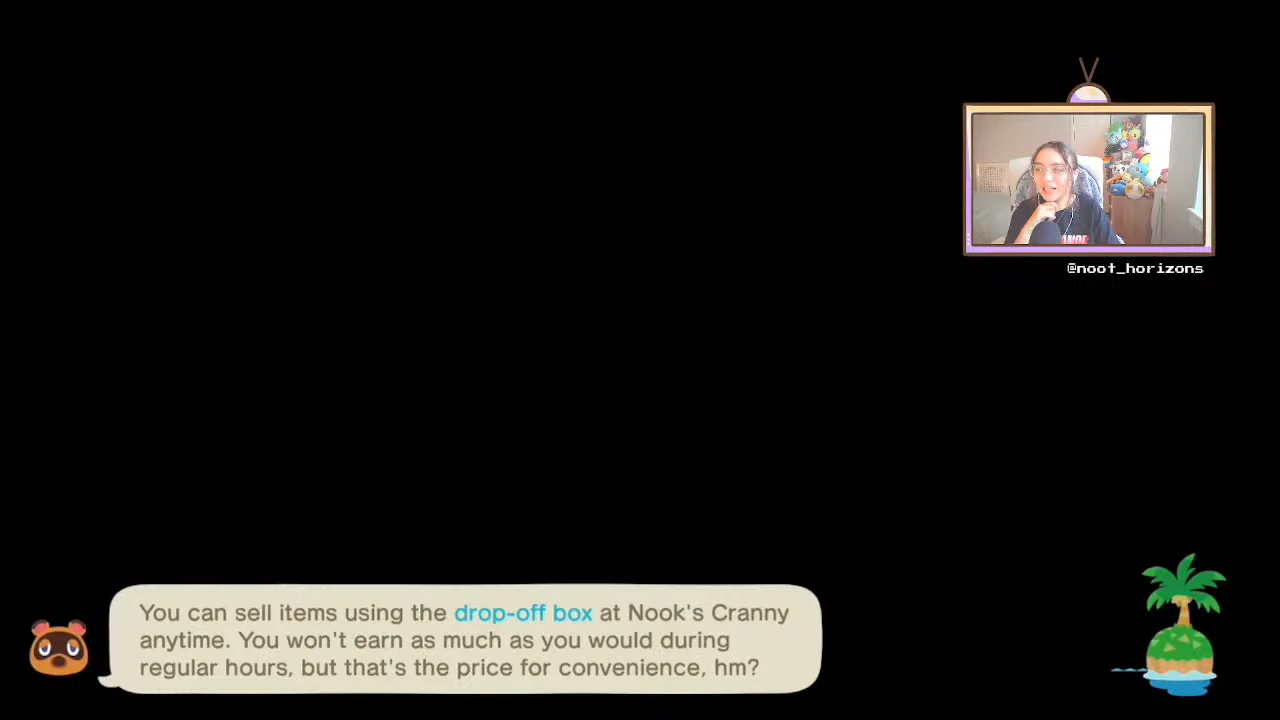 @noot_horizons
You can sell items using the drop-off box at Nook's Cranny
anytime. You won't earn as much as you would during
regular hours, but that's the price for convenience, hm?